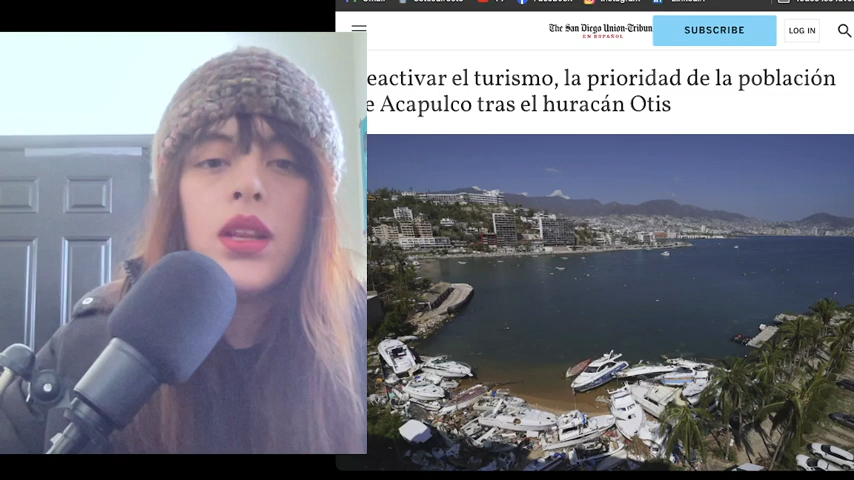 The San Diego Union-Tribun
EN ESPAÑOL
SUBSCRIBE
LOG IN
eactivar el turismo, la prioridad de la población
e Acapulco tras el huracán Otis